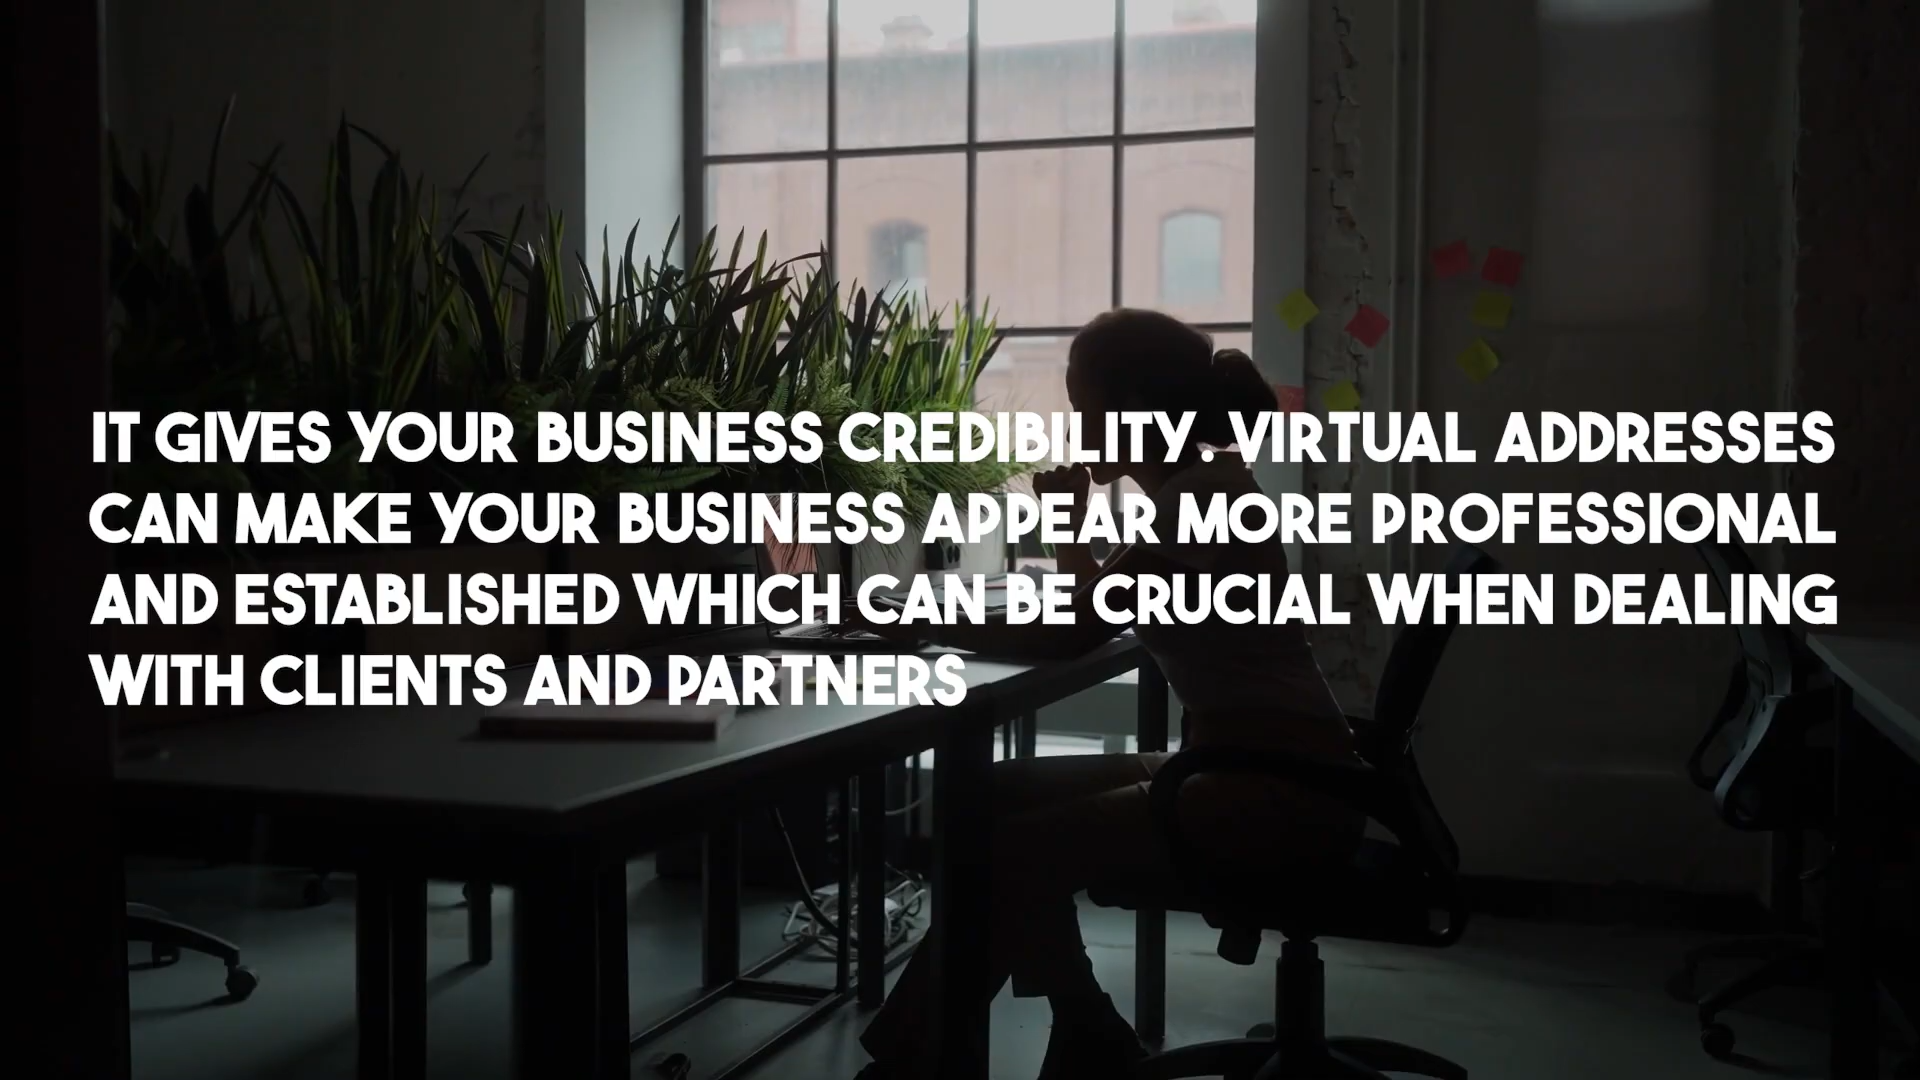 IT GIVES YOUR BUSINESS CREDIBILITY. VIRTUAL ADDRESSES
CAN MAKE YOUR BUSINESS APPEAR MORE PROFESSIONAL
AND ESTABLISHED WHICH CAN BE CRUCIAL WHEN DEALING
WITH CLIENTS AND PARTNERS